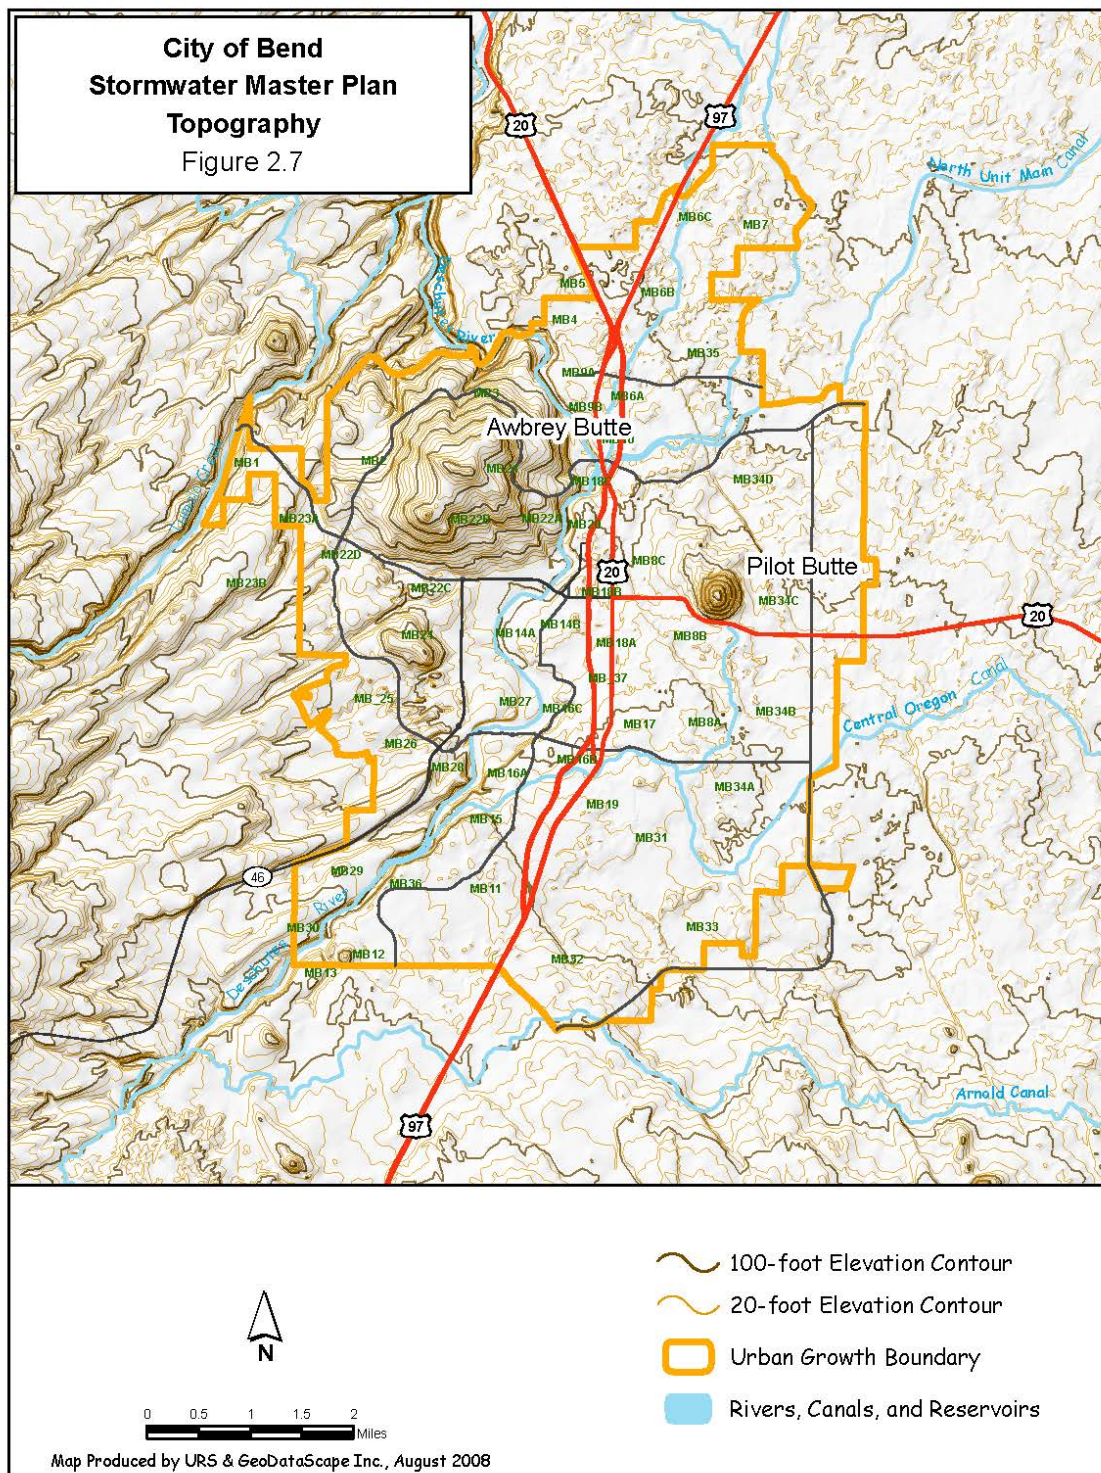 City of Bend
Stormwater Master Plan
Topography
Figure 2.7
20
97
North Unit Main Canal
MB6C
MB7
Deschutes River
MB5
MB6B
MB4
MB35
MB9A
MB3
MB6A
MB9B
Awbrey Butte
MB1
MB2
MB18C
MB34D
Tumalo Creek
MB23A
MB22B
MB22A
MB22D
MB8C
Pilot Butte
20
MB23B
MB22C
MB18B
MB34C
20
MB14B
MB14A
MB21
MB8B
MB18A
MB_37
Central Oregon Canal
MB_25
MB27
MB16C
MB17
MB8A
MB34B
MB26
MB28
MB16A
MB16B
MB34A
MB19
MB15
MB31
46
MB29
MB36
MB11
MB30
MB33
Deschutes River
MB12
MB32
MB13
Arnold Canal
97
100-foot Elevation Contour
20-foot Elevation Contour
Urban Growth Boundary
Rivers, Canals, and Reservoirs
N
0 0.5 1 1.5 2
Miles
Map Produced by URS & GeoDataScape Inc., August 2008